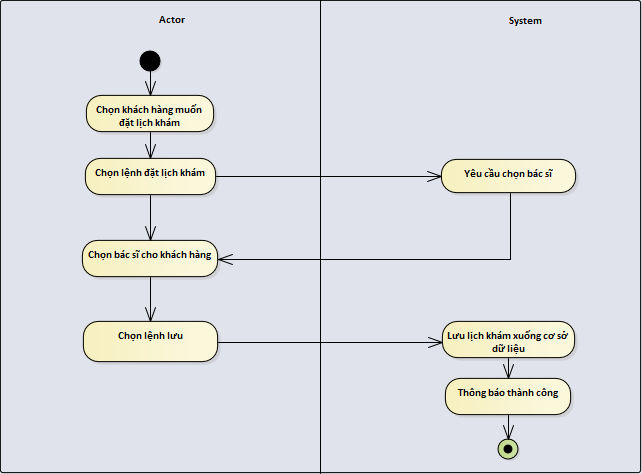 Actor
System
Chọn khách hàng muốn
đặt lịch khám
Chọn lệnh đặt lịch khám
Yêu cầu chọn bác sĩ
Chọn bác sĩ cho khách hàng
Chọn lệnh lưu
Lưu lịch khám xuống cơ sở
dữ liệu
Thông báo thành công